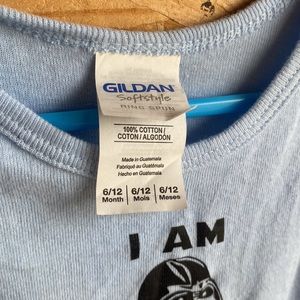 GILDAN
Softstyle
RING SPUN
100% COTTON/
COTON/ALGODÓN
Made in Guatemala
Fabriqué au Guatemala
Hecho en Guatemala
6/12 6/12 6/12
Month Mois Meses
I AM